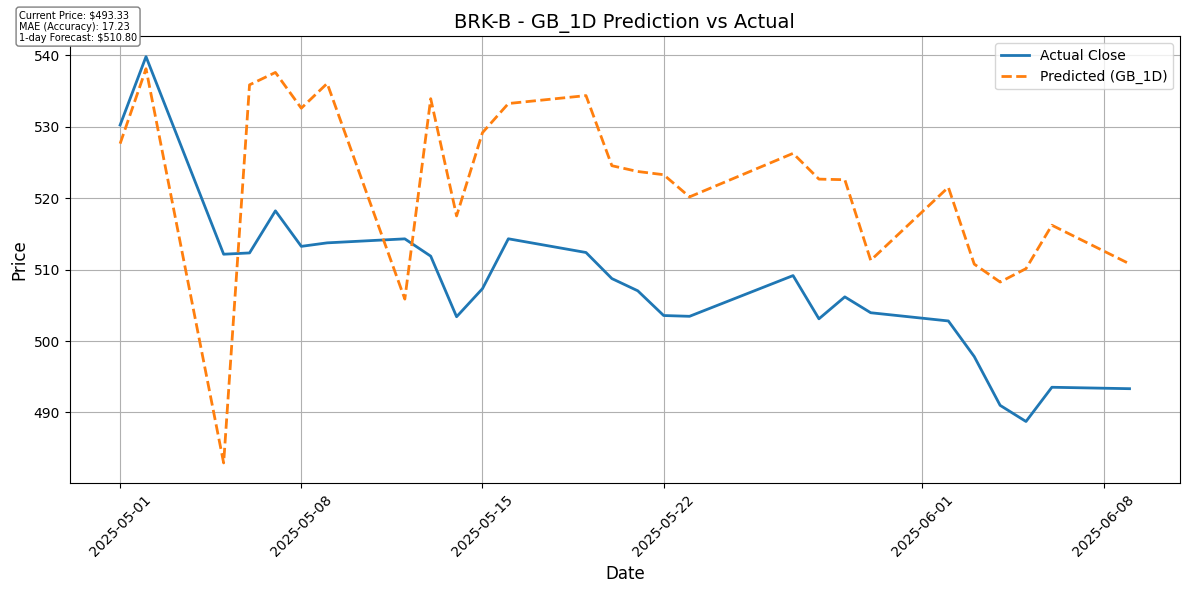 Current Price: $493.33
MAE (Accuracy): 17.23
1-day Forecast: $510.80
BRK-B - GB_1D Prediction vs Actual
Actual Close
Predicted (GB_1D)
540
530
520
510
500
490
Price
2025-05-01
2025-05-08
2025-05-15
2025-05-22
2025-06-01
2025-06-08
Date